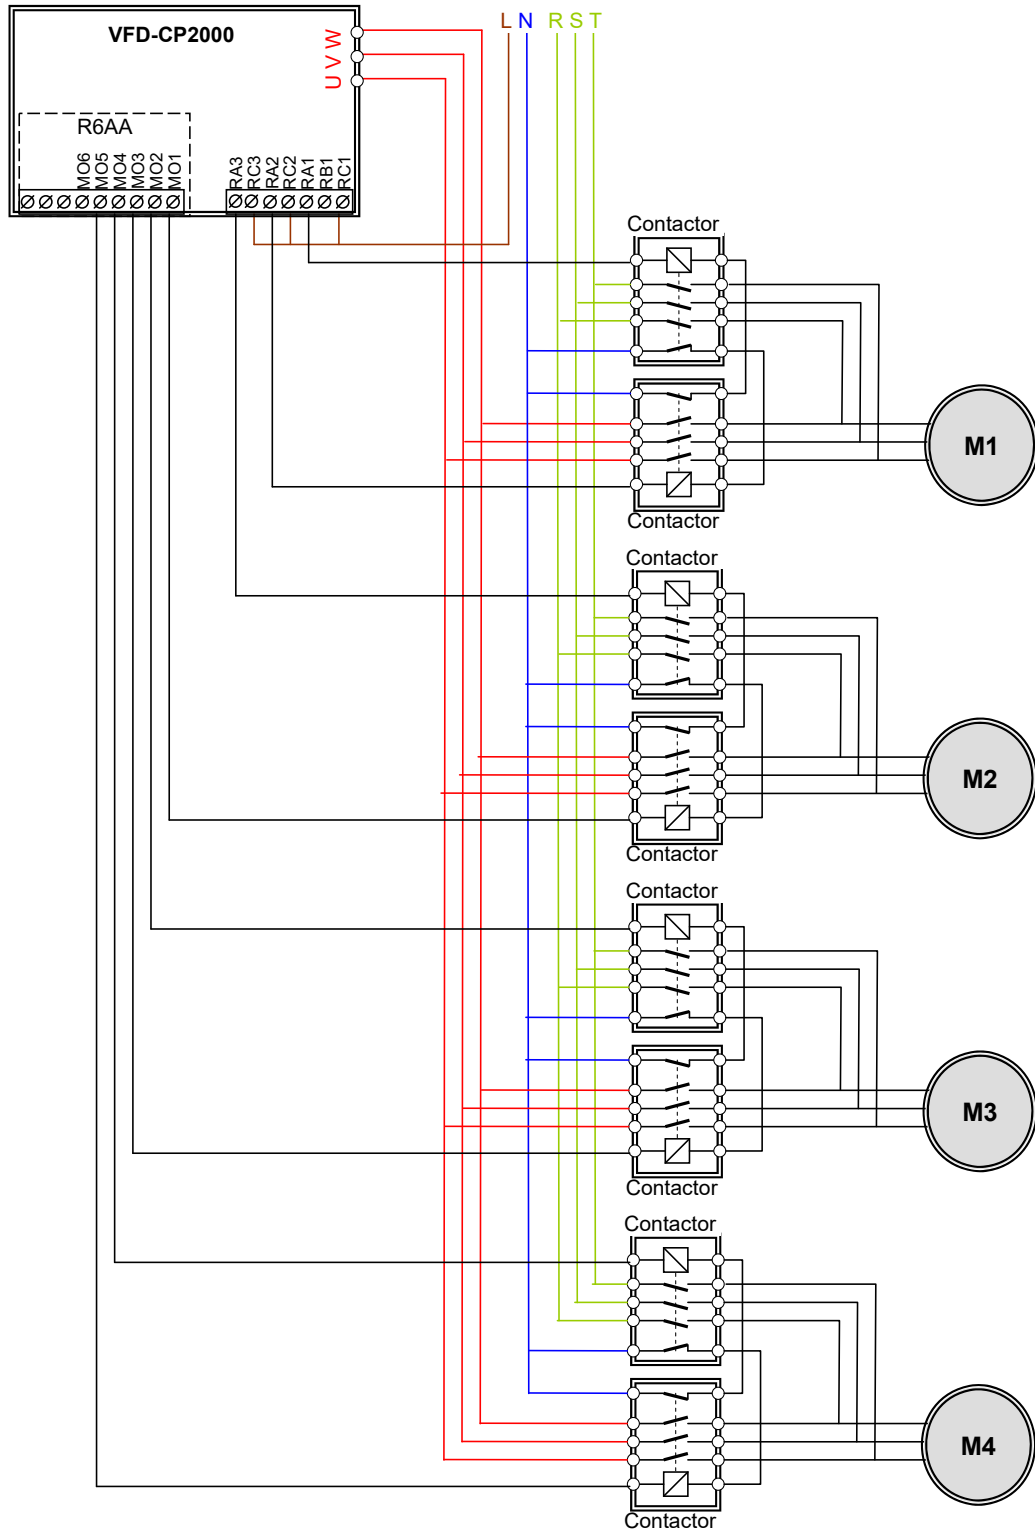 VFD-CP2000
U V W
L N R S T
R6AA
MO6
MO5
MO4
MO3
MO2
MO1
RA3
RC3
RA2
RC2
RA1
RB1
RC1
Contactor
M1
Contactor
Contactor
M2
Contactor
Contactor
M3
Contactor
Contactor
M4
Contactor